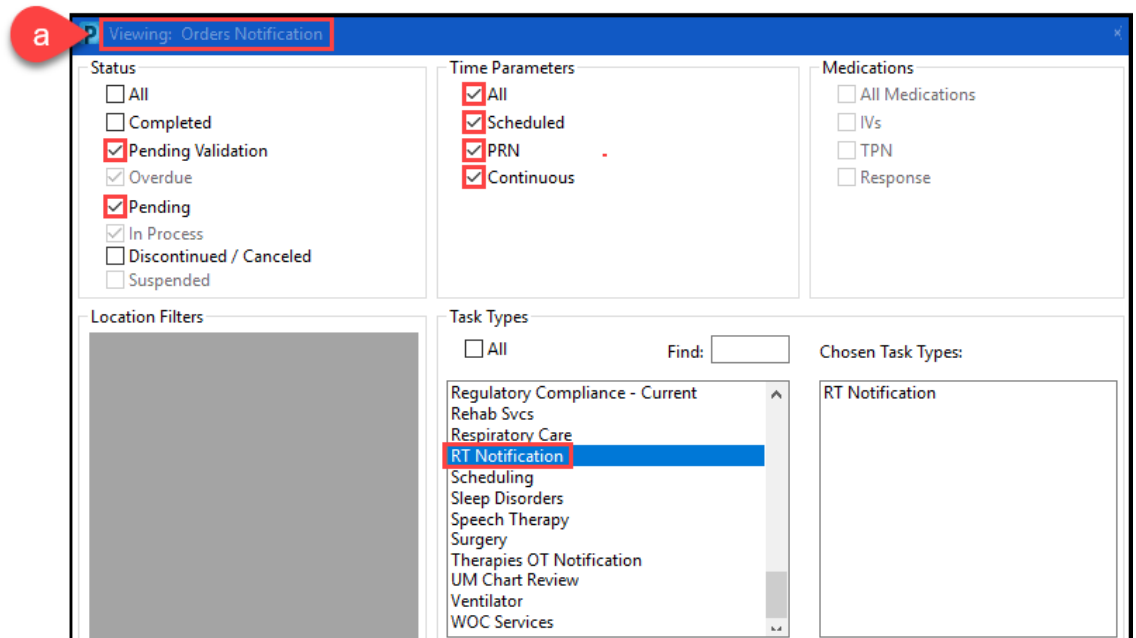 a
P Viewing: Orders Notification
Status
All
Completed
Pending Validation
Overdue
Pending
In Process
Discontinued / Canceled
Suspended
Time Parameters
All
Scheduled
PRN
Continuous
Medications
All Medications
IVs
TPN
Response
Location Filters
Task Types
All
Find:
Regulatory Compliance - Current
Rehab Svcs
Respiratory Care
RT Notification
Scheduling
Sleep Disorders
Speech Therapy
Surgery
Therapies OT Notification
UM Chart Review
Ventilator
WOC Services
Chosen Task Types:
RT Notification